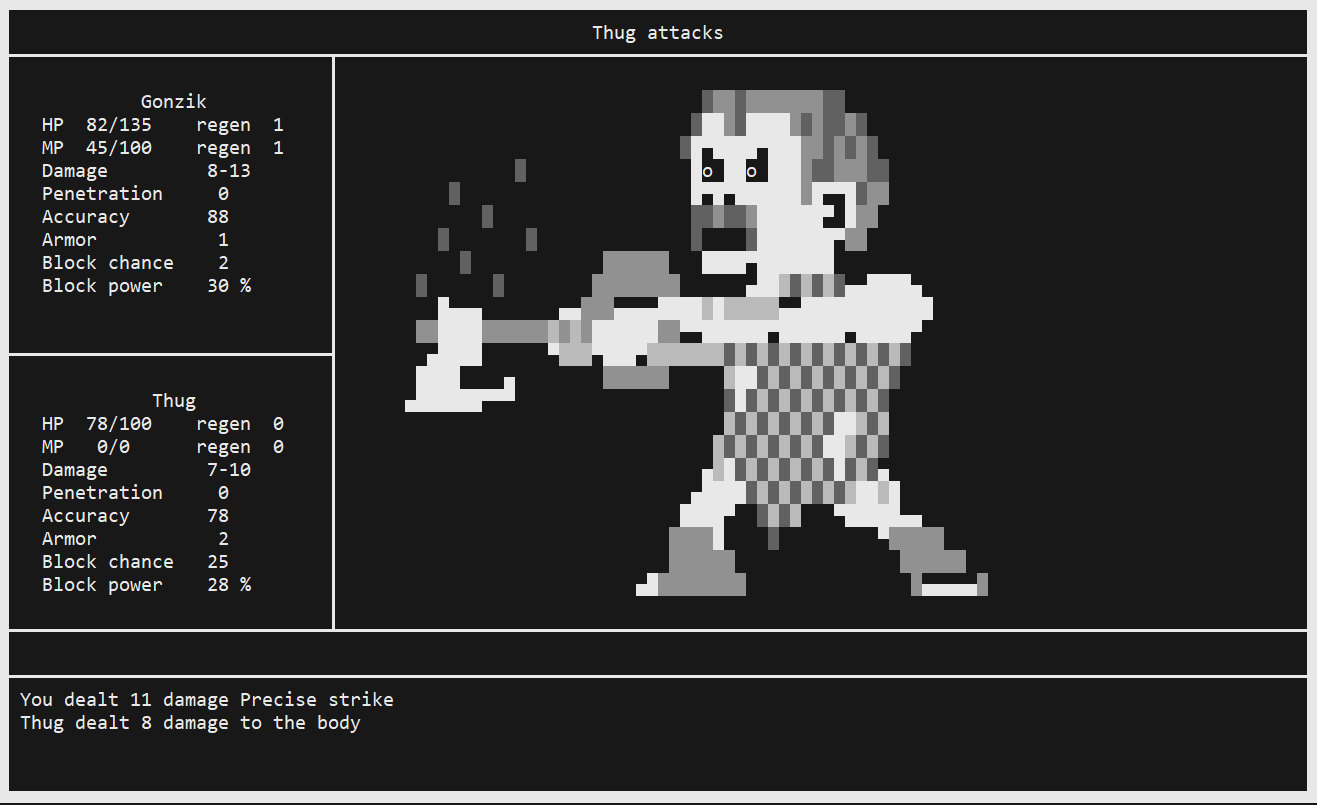 Thug attacks
Gonzik
HP 82/135 regen 1
MP 45/100 regen 1
Damage 8-13
Penetration 0
Accuracy 88
Armor 1
Block chance 2
Block power 30 %
Thug
HP 78/100 regen 0
MP 0/0 regen 0
Damage 7-10
Penetration 0
Accuracy 78
Armor 2
Block chance 25
Block power 28 %
You dealt 11 damage Precise strike
Thug dealt 8 damage to the body